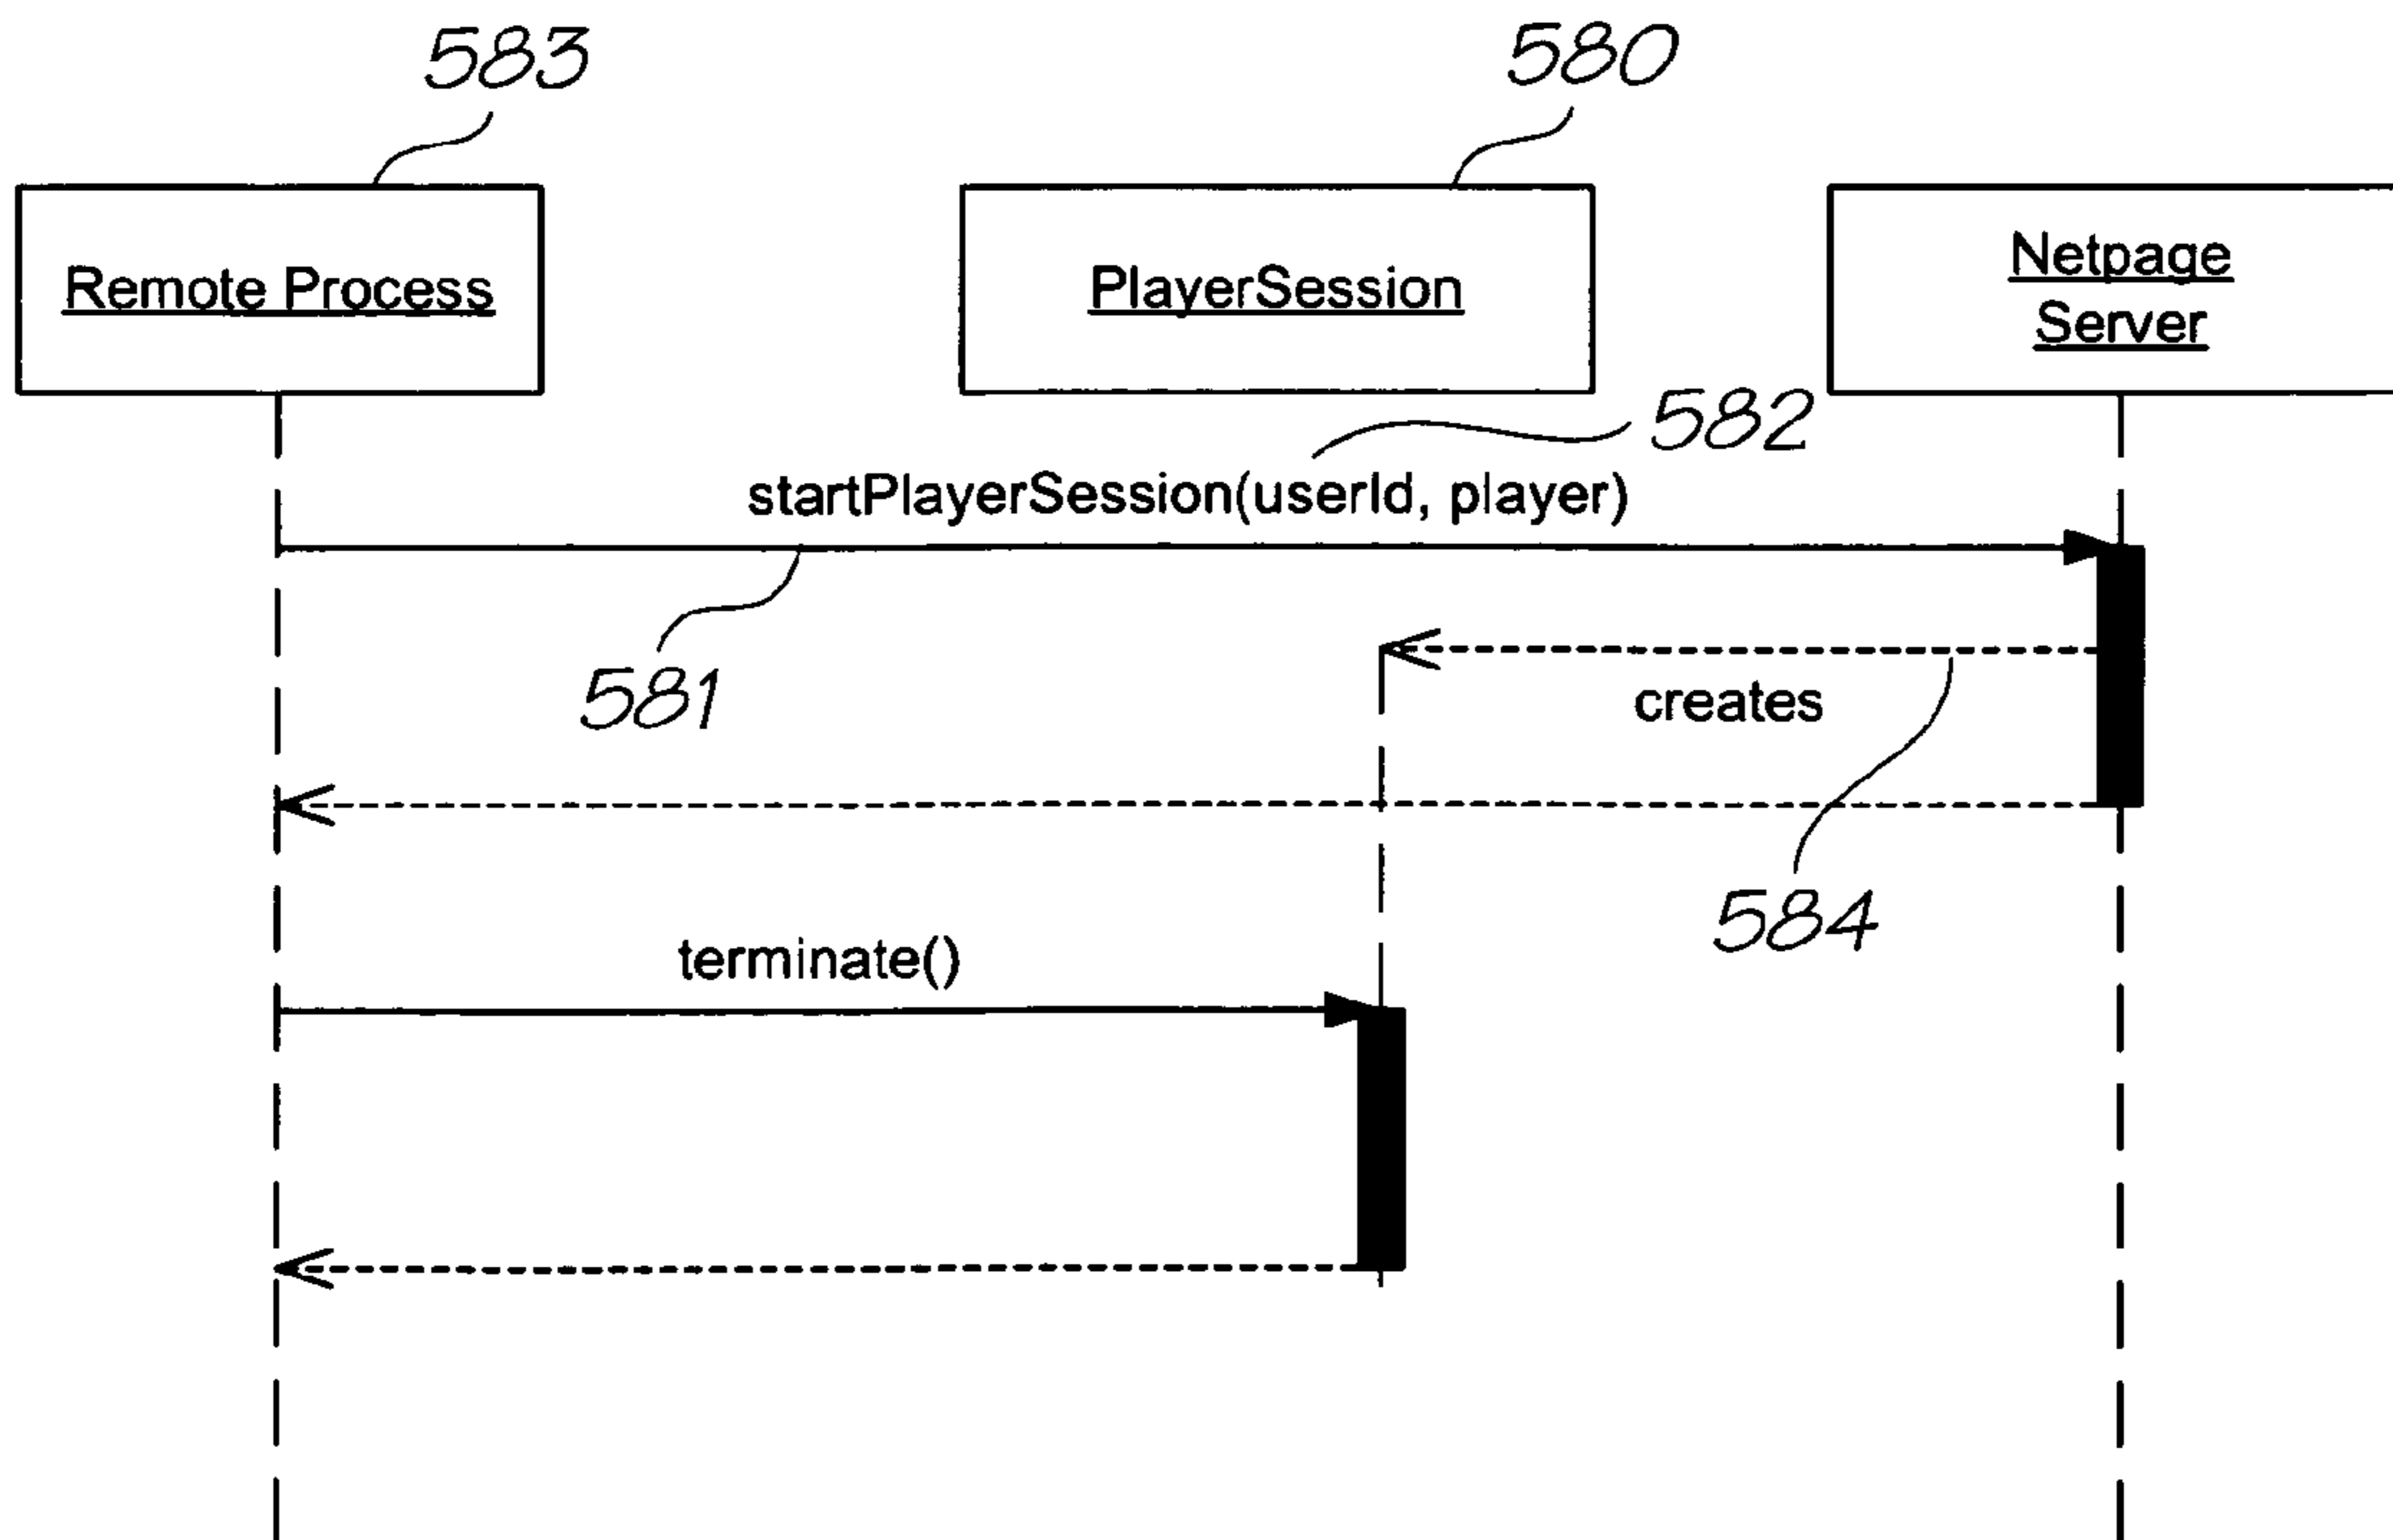 583
580
Remote Process
PlayerSession
Netpage
Server
582
startPlayerSession(userId, player)
581
creates
584
terminate()